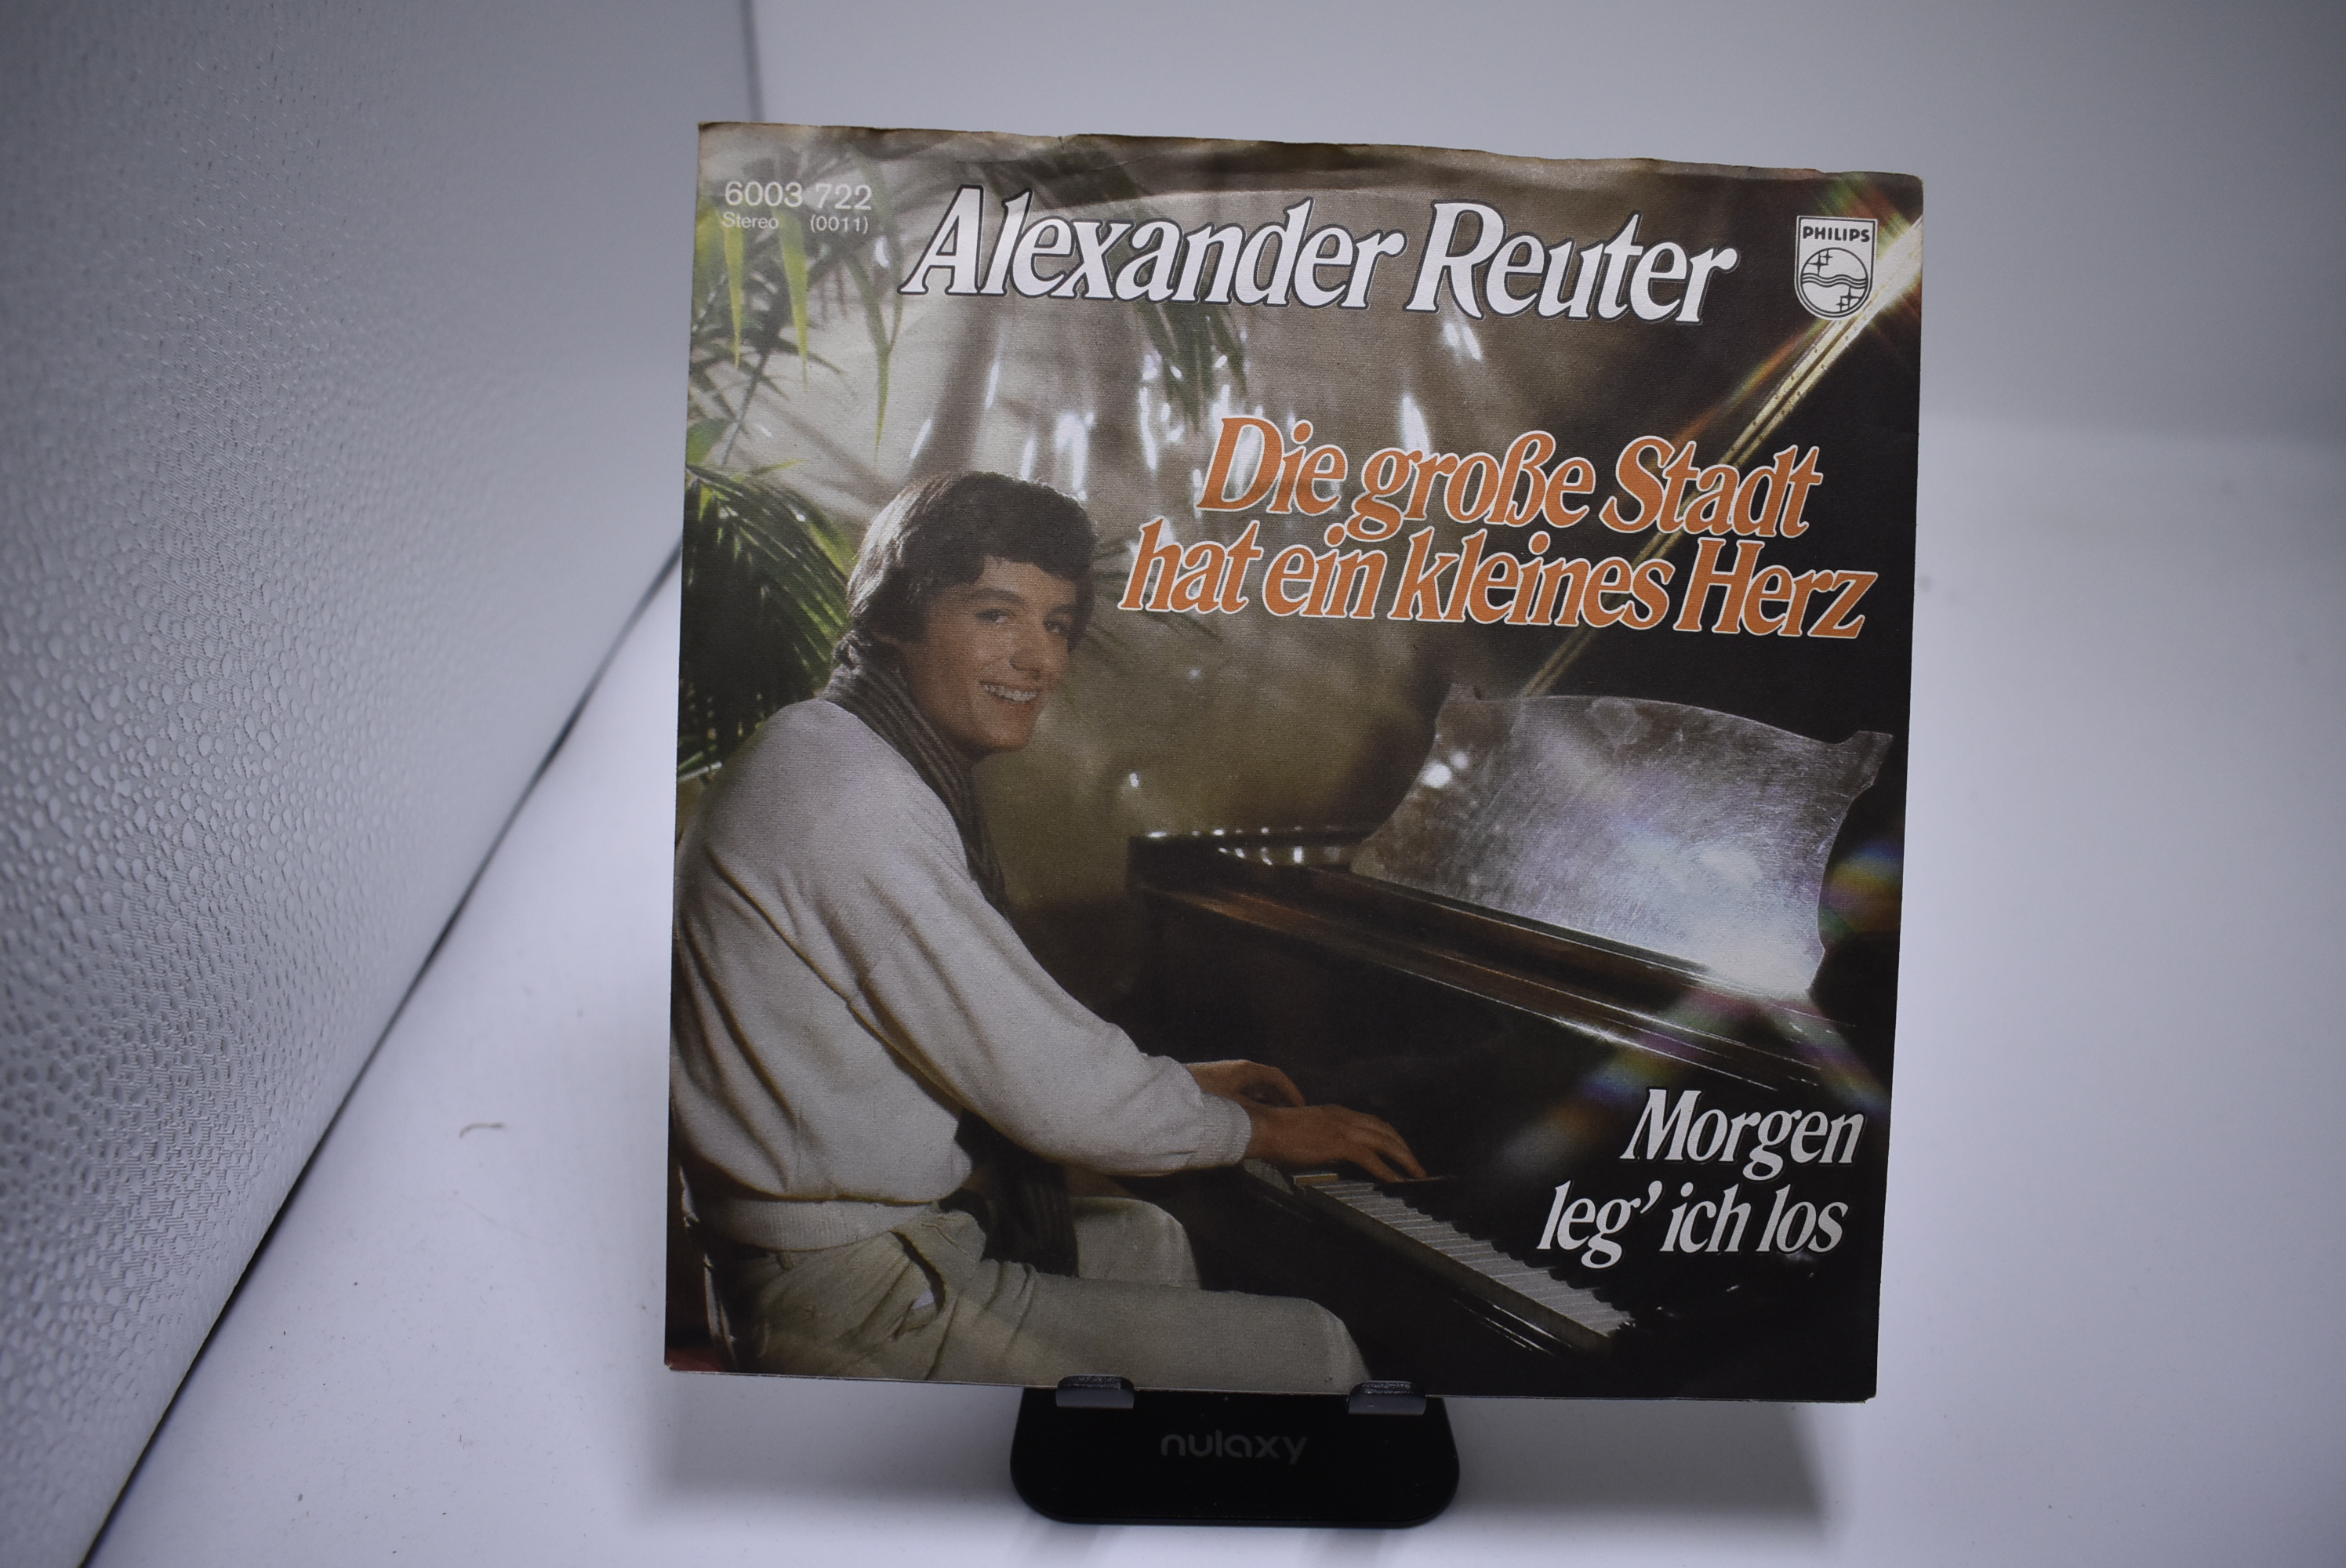 6003 722
Stereo (0011)
Alexander Reuter
PHILIPS
Die große Stadt
hat ein kleines Herz
Morgen
leg' ich los
nulaxy